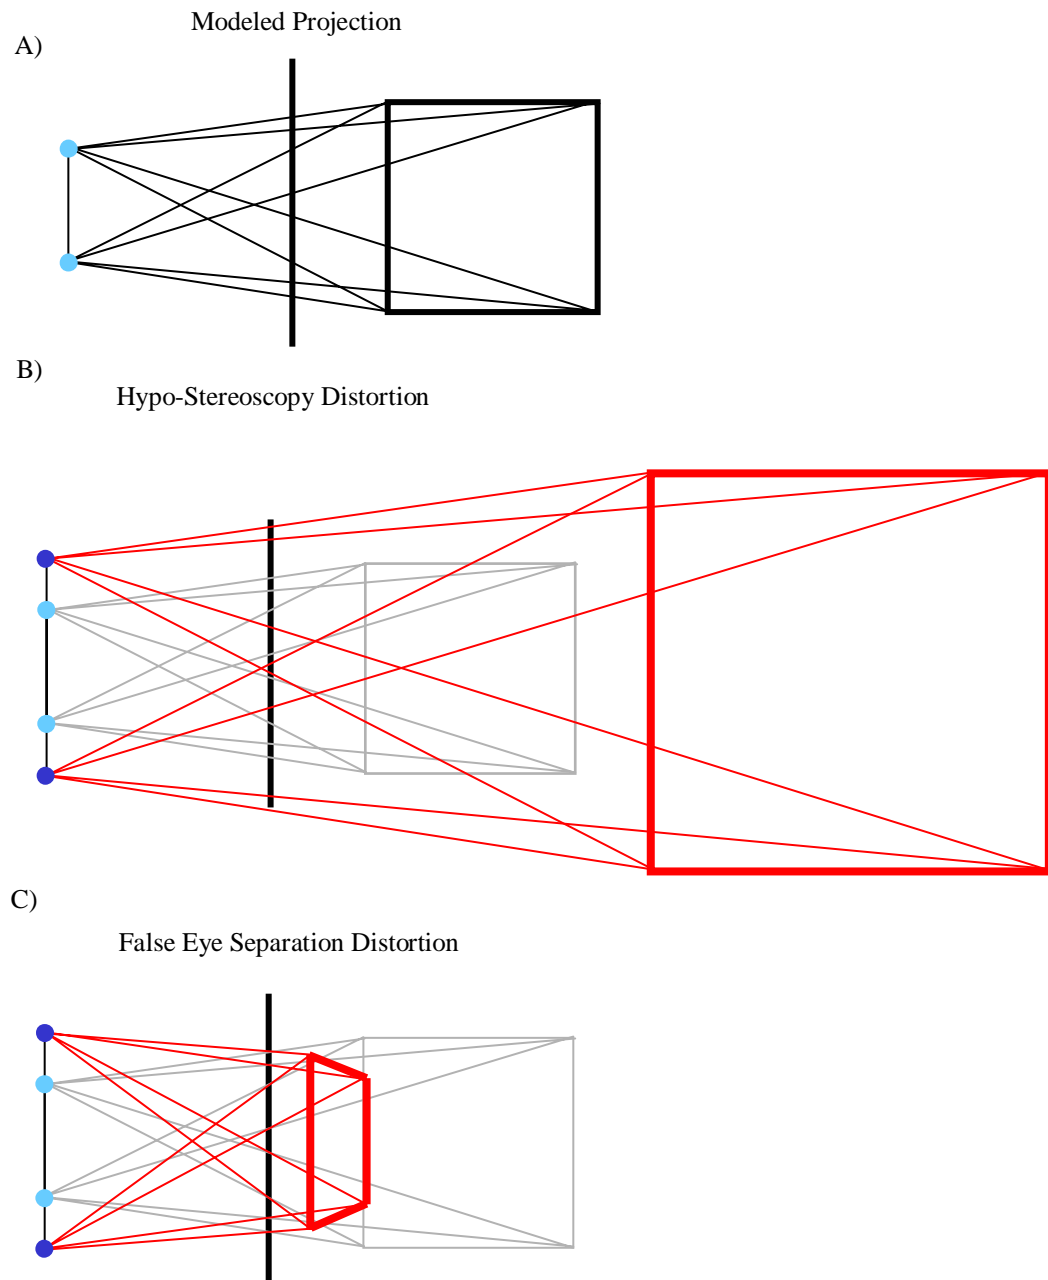 Modeled Projection
A)
B)
Hypo-Stereoscopy Distortion
C)
False Eye Separation Distortion